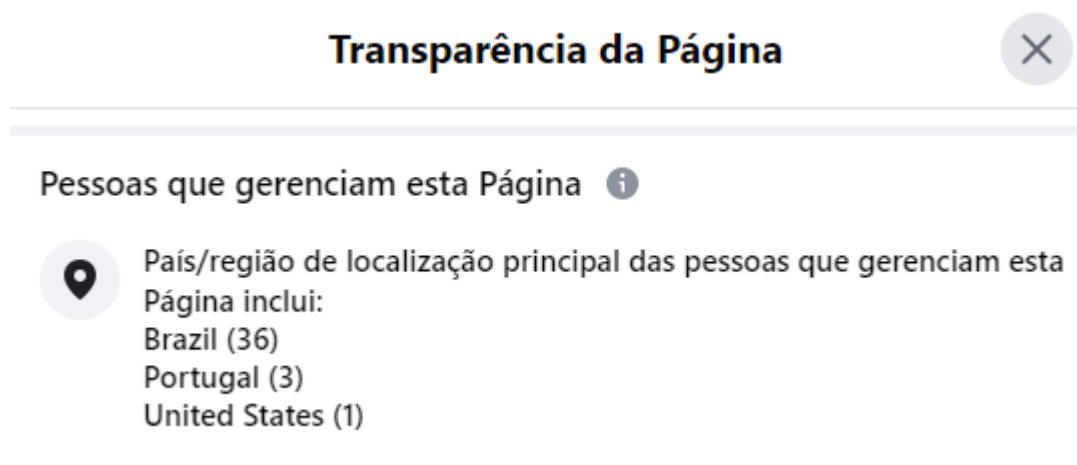 Transparência da Página
Pessoas que gerenciam esta Página
País/região de localização principal das pessoas que gerenciam esta
Página inclui:
Brazil (36)
Portugal (3)
United States (1)